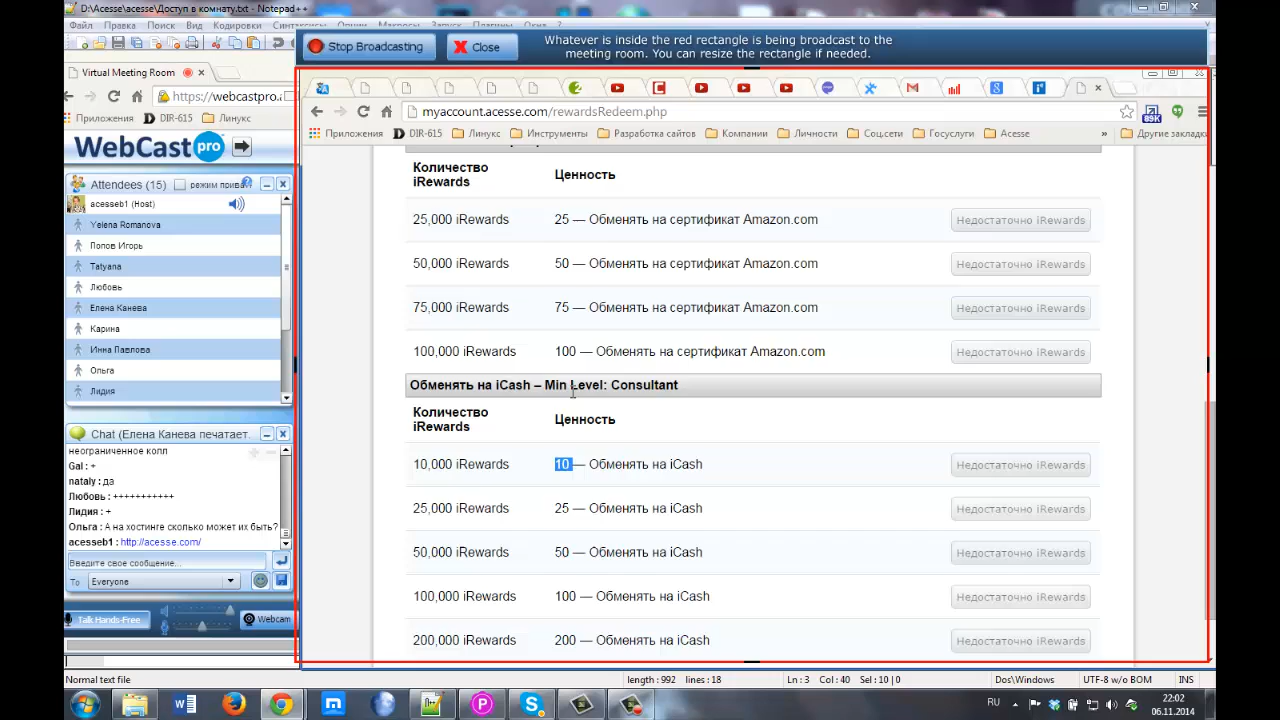 D:\Acesse\acesse\Доступ в комнату.txt - Notepad++
Файл Правка Поиск Вид Кодировки Синтаксисы Опции Макросы Запуск Плагины Окна ?
Stop Broadcasting
Close
Whatever is inside the red rectangle is being broadcast to the
meeting room. You can resize the rectangle if needed.
Virtual Meeting Room
https://webcastpro.
Приложения DIR-615 Линукс
myaccount.acesse.com/rewardsRedeem.php
89K
Приложения DIR-615 Линукс Инструменты Разработка сайтов Компании Личности Соц.сети Госуслуги Acesse » Другие закладки
WebCast pro
Attendees (15) режим прива
acesseb1 (Host)
Yelena Romanova
Попов Игорь
Tatyana
Любовь
Елена Канева
Карина
Инна Павлова
Ольга
Лидия
Chat (Елена Канева печатает.
неограниченное колл
Gal : +
nataly : да
Любовь : +++++++++++
Лидия : +
Ольга : А на хостинге сколько может их быть?
acesseb1 : http://acesse.com/
Введите свое сообщение...
To Everyone
Talk Hands-Free
Webcam
Количество
iRewards
Ценность
25,000 iRewards 25 — Обменять на сертификат Amazon.com Недостаточно iRewards
50,000 iRewards 50 — Обменять на сертификат Amazon.com Недостаточно iRewards
75,000 iRewards 75 — Обменять на сертификат Amazon.com Недостаточно iRewards
100,000 iRewards 100 — Обменять на сертификат Amazon.com Недостаточно iRewards
Обменять на iCash – Min Level: Consultant
Количество
iRewards
Ценность
10,000 iRewards 10 — Обменять на iCash Недостаточно iRewards
25,000 iRewards 25 — Обменять на iCash Недостаточно iRewards
50,000 iRewards 50 — Обменять на iCash Недостаточно iRewards
100,000 iRewards 100 — Обменять на iCash Недостаточно iRewards
200,000 iRewards 200 — Обменять на iCash Недостаточно iRewards
Normal text file length : 992 lines : 18 Ln : 3 Col : 40 Sel : 10 | 0 Dos\Windows UTF-8 w/o BOM INS
RU
22:02
06.11.2014